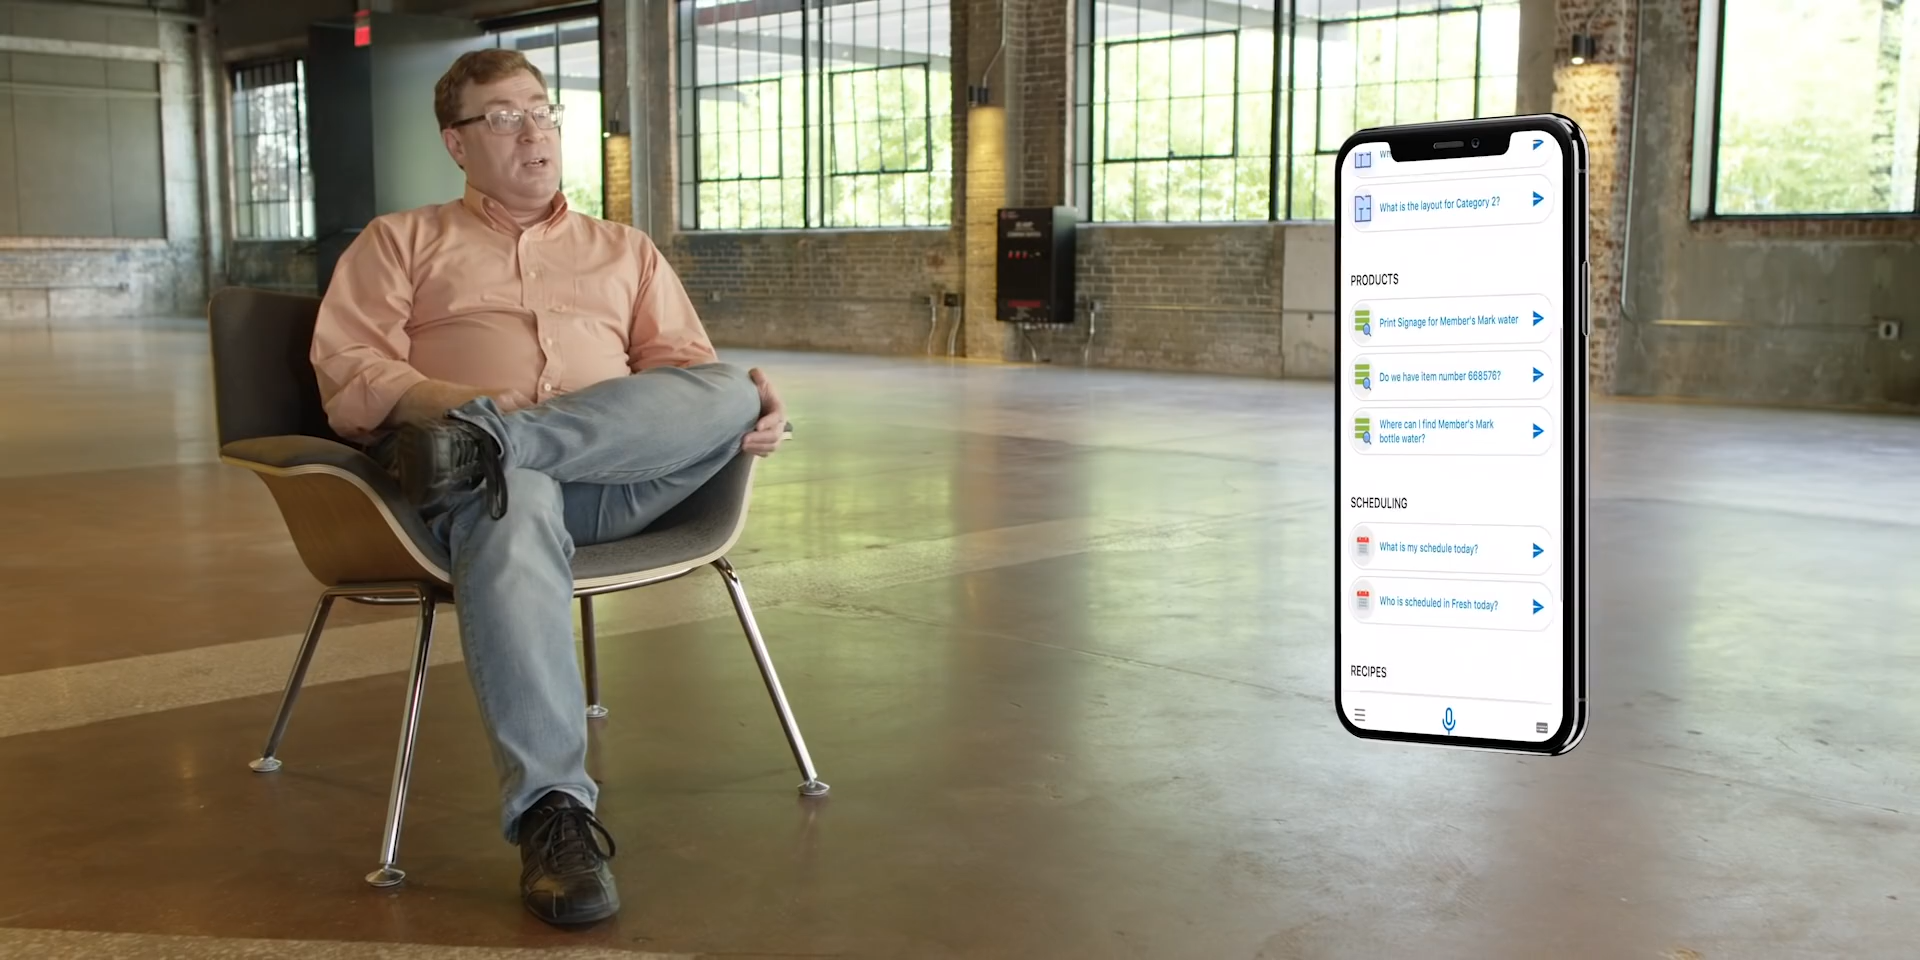 What is the layout for Category 2?
PRODUCTS
Print Signage for Member's Mark water
Do we have item number 668576?
Where can I find Member's Mark
bottle water?
SCHEDULING
What is my schedule today?
Who is scheduled in Fresh today?
RECIPES